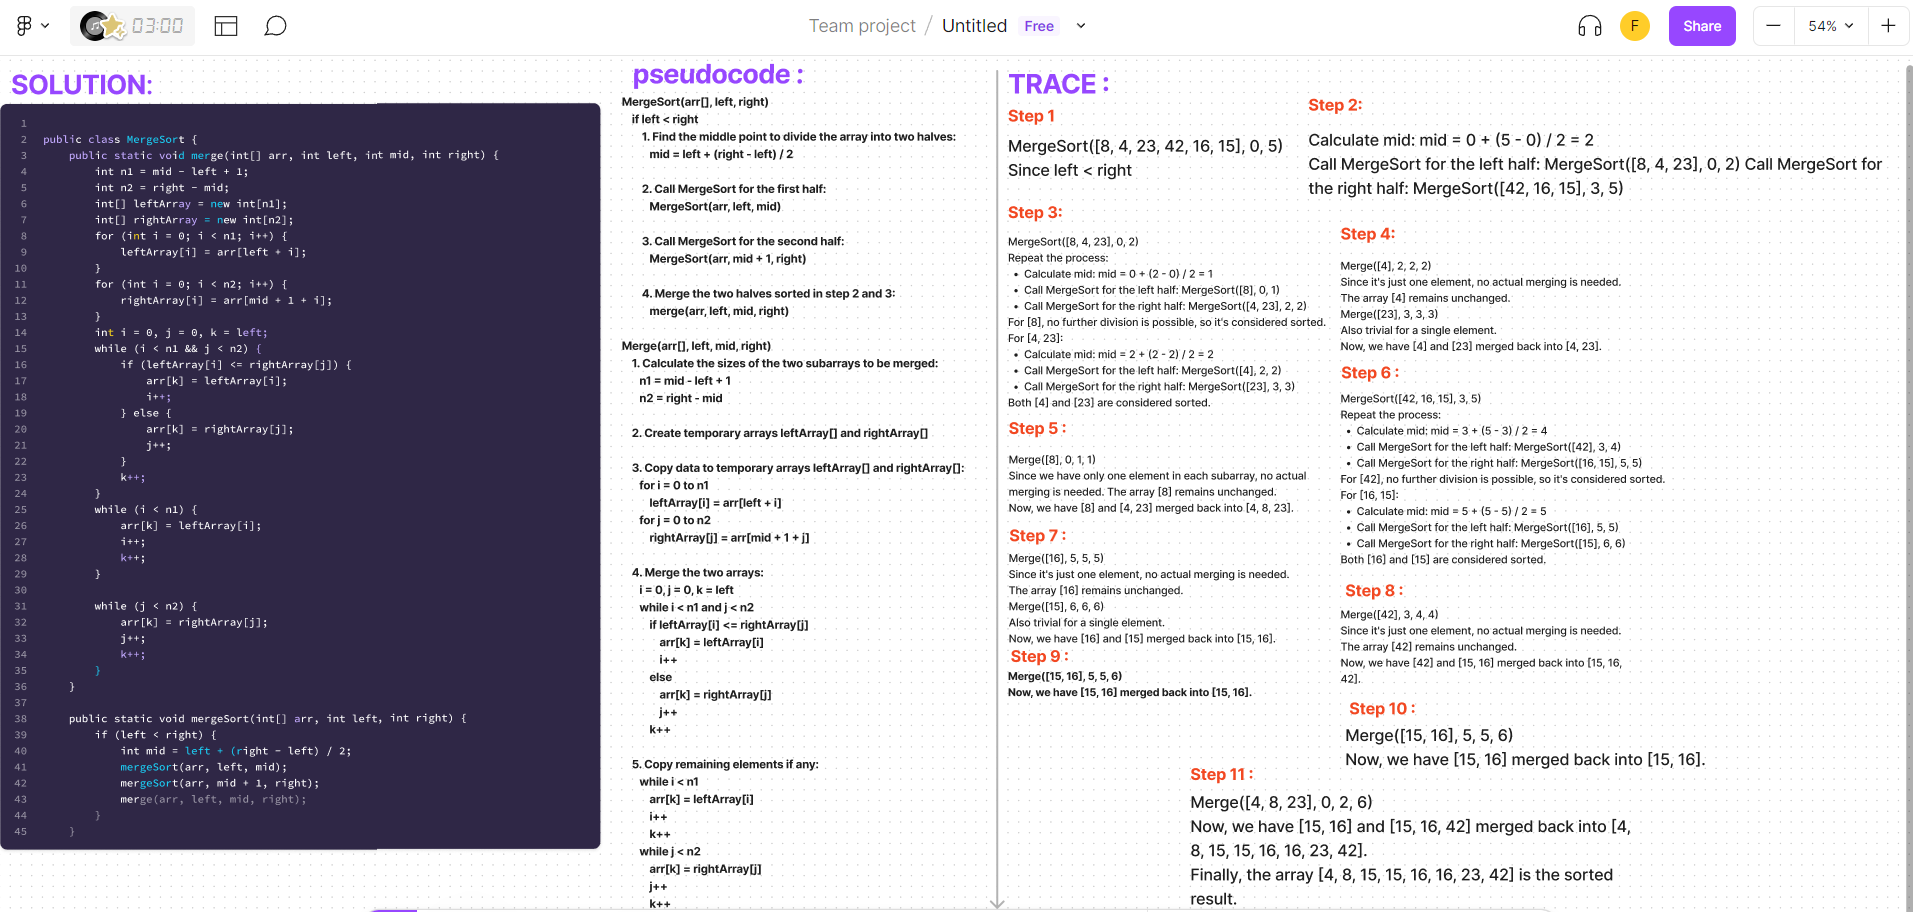 03:00
Team project / Untitled Free
F
Share
54%
SOLUTION:
1
2 public class MergeSort {
3 public static void merge(int[] arr, int left, int mid, int right) {
4 int n1 = mid - left + 1;
5 int n2 = right - mid;
6 int[] leftArray = new int[n1];
7 int[] rightArray = new int[n2];
8 for (int i = 0; i < n1; i++) {
9 leftArray[i] = arr[left + i];
10 }
11 for (int i = 0; i < n2; i++) {
12 rightArray[i] = arr[mid + 1 + i];
13 }
14 int i = 0, j = 0, k = left;
15 while (i < n1 && j < n2) {
16 if (leftArray[i] <= rightArray[j]) {
17 arr[k] = leftArray[i];
18 i++;
19 } else {
20 arr[k] = rightArray[j];
21 j++;
22 }
23 k++;
24 }
25 while (i < n1) {
26 arr[k] = leftArray[i];
27 i++;
28 k++;
29 }
30
31 while (j < n2) {
32 arr[k] = rightArray[j];
33 j++;
34 k++;
35 }
36 }
37
38 public static void mergeSort(int[] arr, int left, int right) {
39 if (left < right) {
40 int mid = left + (right - left) / 2;
41 mergeSort(arr, left, mid);
42 mergeSort(arr, mid + 1, right);
43 merge(arr, left, mid, right);
44 }
45 }
pseudocode :
MergeSort(arr[], left, right)
if left < right
1. Find the middle point to divide the array into two halves:
mid = left + (right - left) / 2
2. Call MergeSort for the first half:
MergeSort(arr, left, mid)
3. Call MergeSort for the second half:
MergeSort(arr, mid + 1, right)
4. Merge the two halves sorted in step 2 and 3:
merge(arr, left, mid, right)
Merge(arr[], left, mid, right)
1. Calculate the sizes of the two subarrays to be merged:
n1 = mid - left + 1
n2 = right - mid
2. Create temporary arrays leftArray[] and rightArray[]
3. Copy data to temporary arrays leftArray[] and rightArray[]:
for i = 0 to n1
leftArray[i] = arr[left + i]
for j = 0 to n2
rightArray[j] = arr[mid + 1 + j]
4. Merge the two arrays:
i = 0, j = 0, k = left
while i < n1 and j < n2
if leftArray[i] <= rightArray[j]
arr[k] = leftArray[i]
i++
else
arr[k] = rightArray[j]
j++
k++
5. Copy remaining elements if any:
while i < n1
arr[k] = leftArray[i]
i++
k++
while j < n2
arr[k] = rightArray[j]
j++
k++
TRACE :
Step 1
MergeSort([8, 4, 23, 42, 16, 15], 0, 5)
Since left < right
Step 2:
Calculate mid: mid = 0 + (5 - 0) / 2 = 2
Call MergeSort for the left half: MergeSort([8, 4, 23], 0, 2) Call MergeSort for
the right half: MergeSort([42, 16, 15], 3, 5)
Step 3:
MergeSort([8, 4, 23], 0, 2)
Repeat the process:
• Calculate mid: mid = 0 + (2 - 0) / 2 = 1
• Call MergeSort for the left half: MergeSort([8], 0, 1)
• Call MergeSort for the right half: MergeSort([4, 23], 2, 2)
For [8], no further division is possible, so it's considered sorted.
For [4, 23]:
• Calculate mid: mid = 2 + (2 - 2) / 2 = 2
• Call MergeSort for the left half: MergeSort([4], 2, 2)
• Call MergeSort for the right half: MergeSort([23], 3, 3)
Both [4] and [23] are considered sorted.
Step 4:
Merge([4], 2, 2, 2)
Since it's just one element, no actual merging is needed.
The array [4] remains unchanged.
Merge([23], 3, 3, 3)
Also trivial for a single element.
Now, we have [4] and [23] merged back into [4, 23].
Step 5 :
Merge([8], 0, 1, 1)
Since we have only one element in each subarray, no actual
merging is needed. The array [8] remains unchanged.
Now, we have [8] and [4, 23] merged back into [4, 8, 23].
Step 6 :
MergeSort([42, 16, 15], 3, 5)
Repeat the process:
• Calculate mid: mid = 3 + (5 - 3) / 2 = 4
• Call MergeSort for the left half: MergeSort([42], 3, 4)
• Call MergeSort for the right half: MergeSort([16, 15], 5, 5)
For [42], no further division is possible, so it's considered sorted.
For [16, 15]:
• Calculate mid: mid = 5 + (5 - 5) / 2 = 5
• Call MergeSort for the left half: MergeSort([16], 5, 5)
• Call MergeSort for the right half: MergeSort([15], 6, 6)
Both [16] and [15] are considered sorted.
Step 7 :
Merge([16], 5, 5, 5)
Since it's just one element, no actual merging is needed.
The array [16] remains unchanged.
Merge([15], 6, 6, 6)
Also trivial for a single element.
Now, we have [16] and [15] merged back into [15, 16].
Step 8 :
Merge([42], 3, 4, 4)
Since it's just one element, no actual merging is needed.
The array [42] remains unchanged.
Now, we have [42] and [15, 16] merged back into [15, 16,
42].
Step 9 :
Merge([15, 16], 5, 5, 6)
Now, we have [15, 16] merged back into [15, 16].
Step 10 :
Merge([15, 16], 5, 5, 6)
Now, we have [15, 16] merged back into [15, 16].
Step 11 :
Merge([4, 8, 23], 0, 2, 6)
Now, we have [15, 16] and [15, 16, 42] merged back into [4,
8, 15, 15, 16, 16, 23, 42].
Finally, the array [4, 8, 15, 15, 16, 16, 23, 42] is the sorted
result.